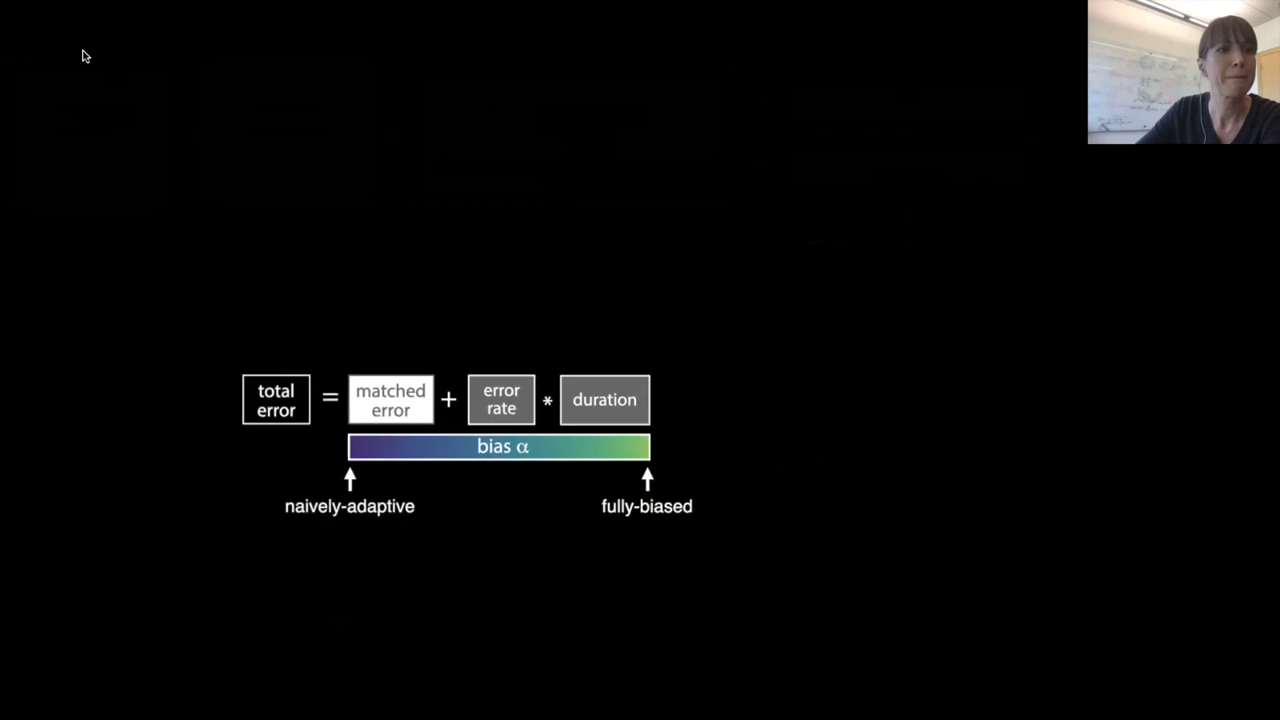 total error = matched error + error rate * duration
bias α
naively-adaptive fully-biased